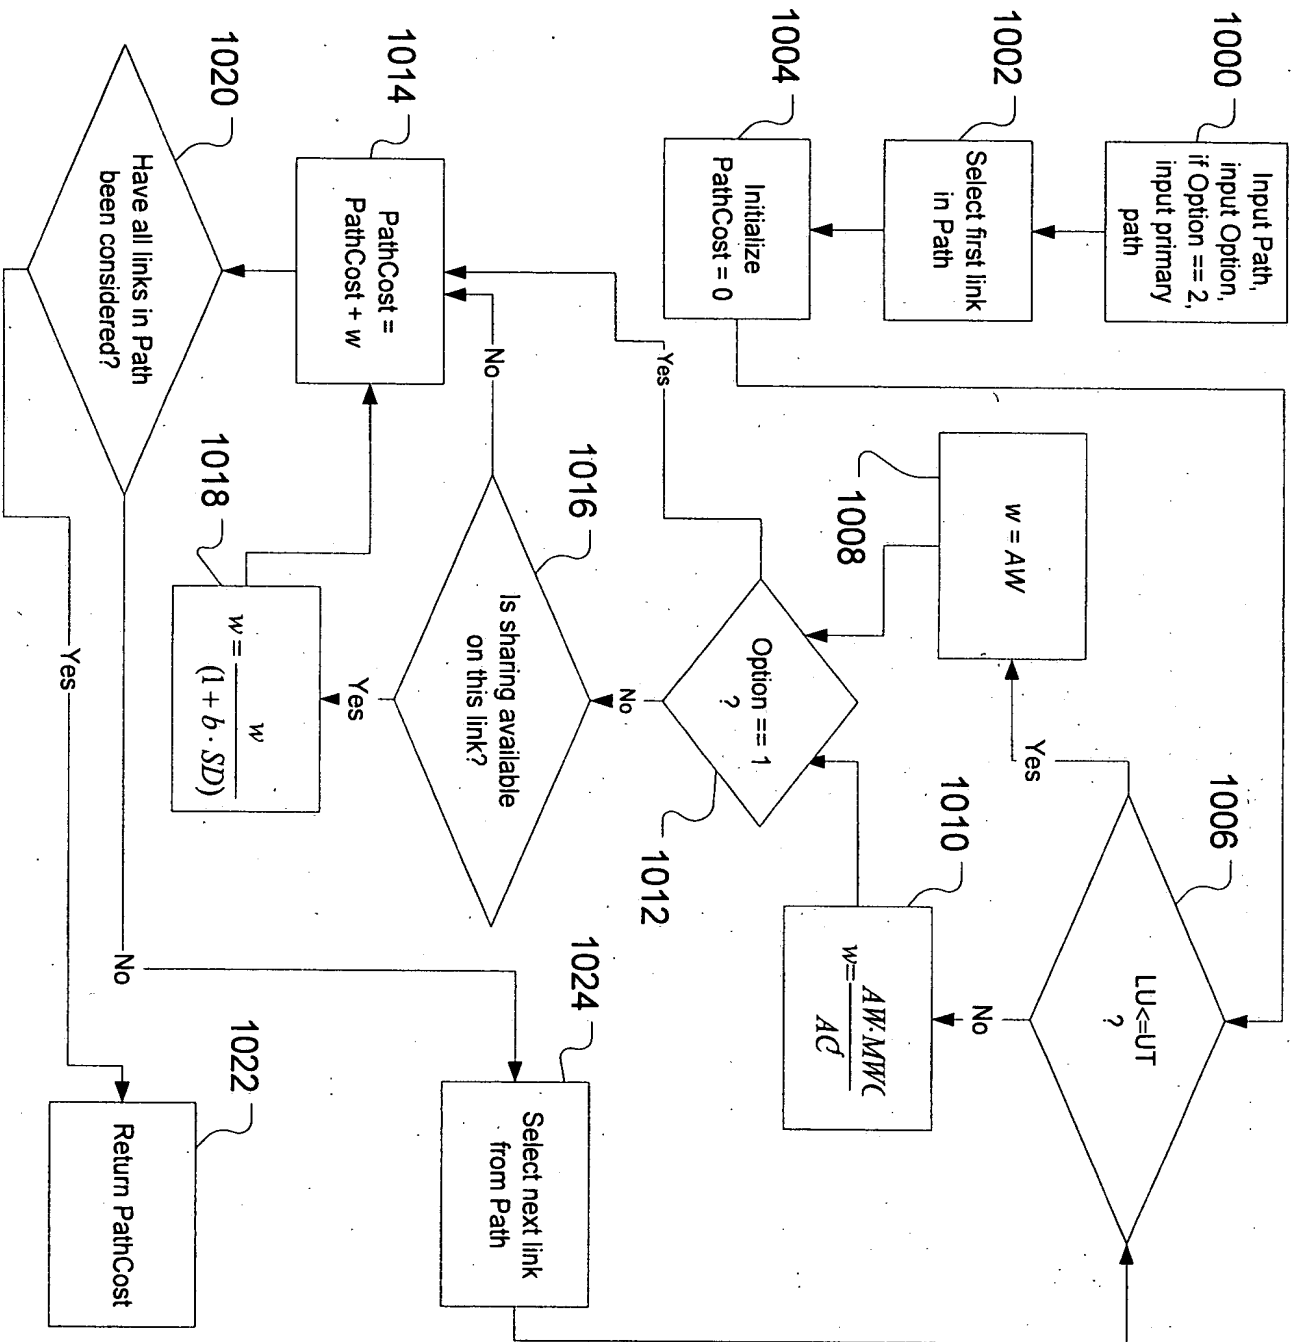 1000
Input Path,
input Option,
if Option == 2,
input primary
path
1002
Select first link
in Path
1004
Initialize
PathCost = 0
1006
LU<=UT
?
Yes
No
1008
w = AW
1010
w= AW·MWC
AC
1012
Option == 1
?
Yes
No
1014
PathCost =
PathCost + w
1016
Is sharing available
on this link?
No
Yes
1018
w = w
(1 + b · SD)
1020
Have all links in Path
been considered?
Yes
No
1022
Return PathCost
1024
Select next link
from Path